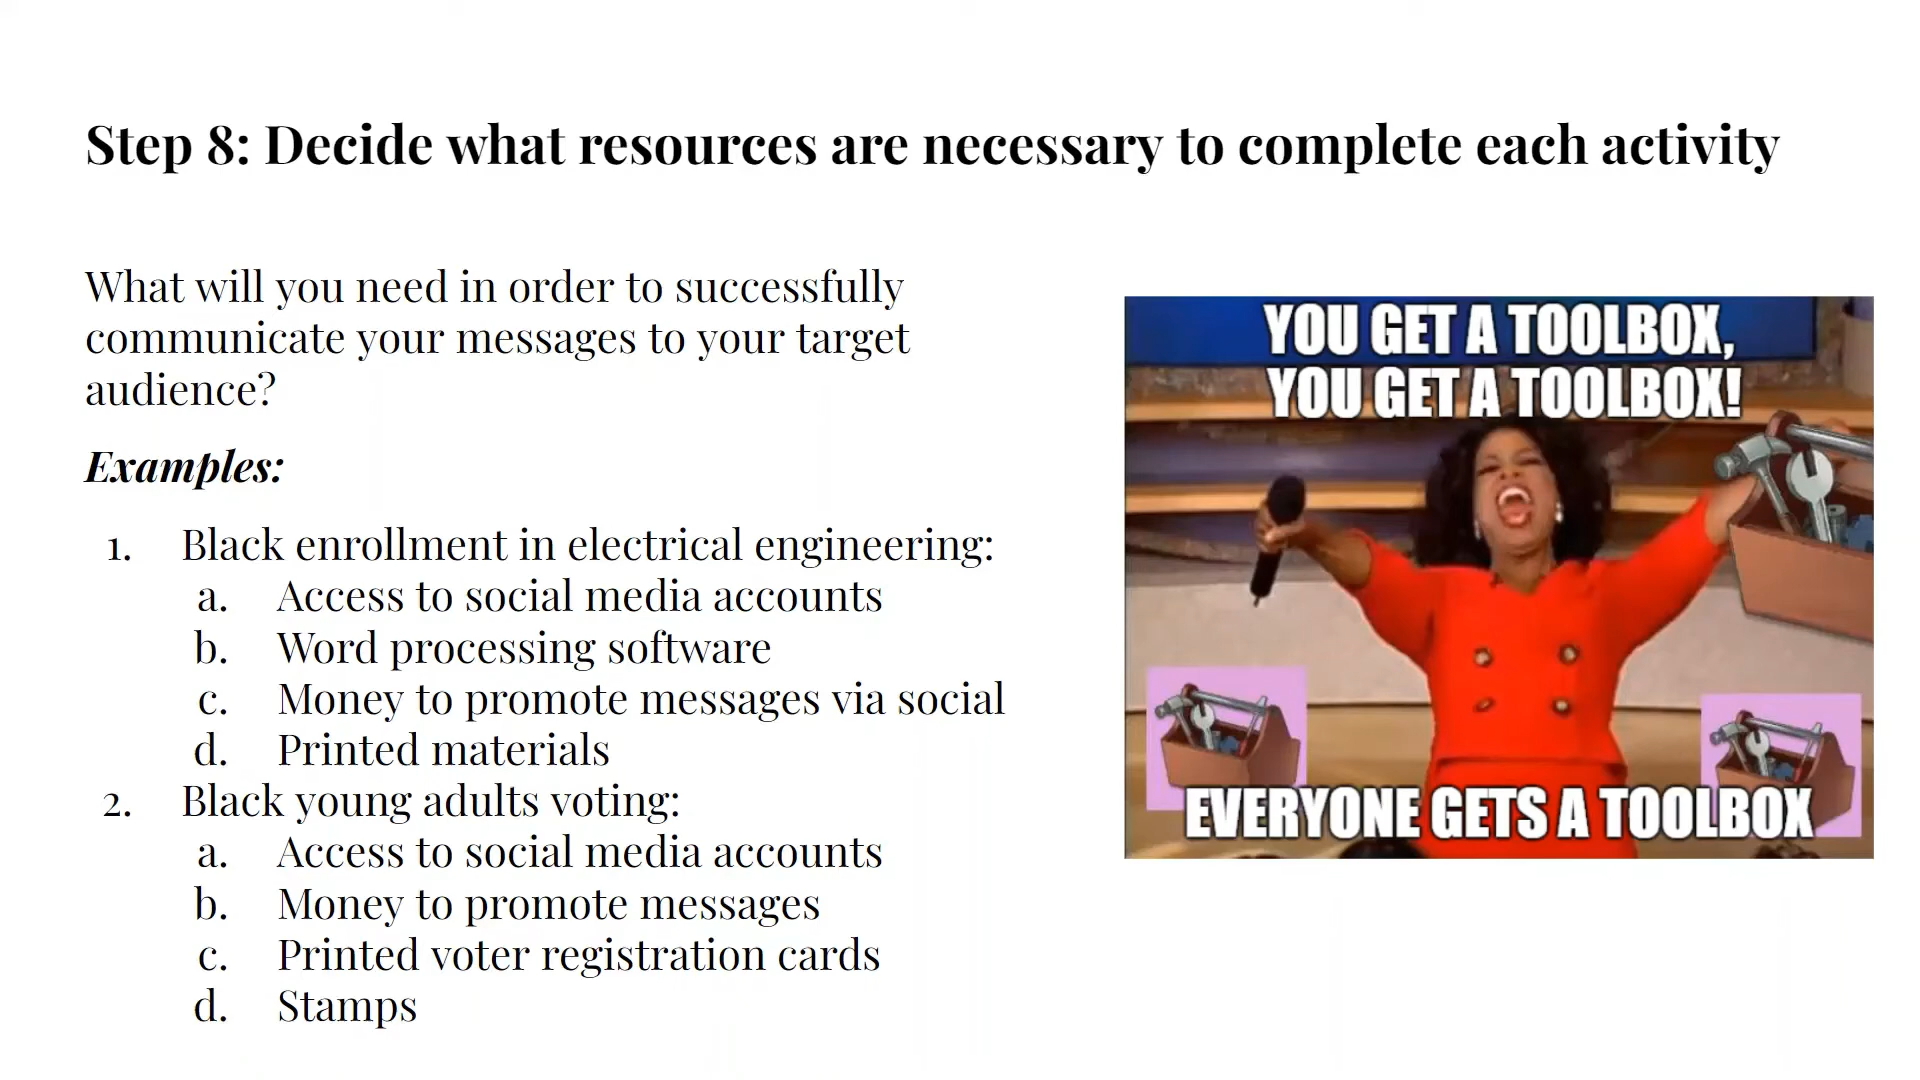 Step 8: Decide what resources are necessary to complete each activity
What will you need in order to successfully
communicate your messages to your target
audience?
Examples:
1. Black enrollment in electrical engineering:
a. Access to social media accounts
b. Word processing software
c. Money to promote messages via social
d. Printed materials
2. Black young adults voting:
a. Access to social media accounts
b. Money to promote messages
c. Printed voter registration cards
d. Stamps
YOU GET A TOOLBOX,
YOU GET A TOOLBOX!
EVERYONE GETS A TOOLBOX